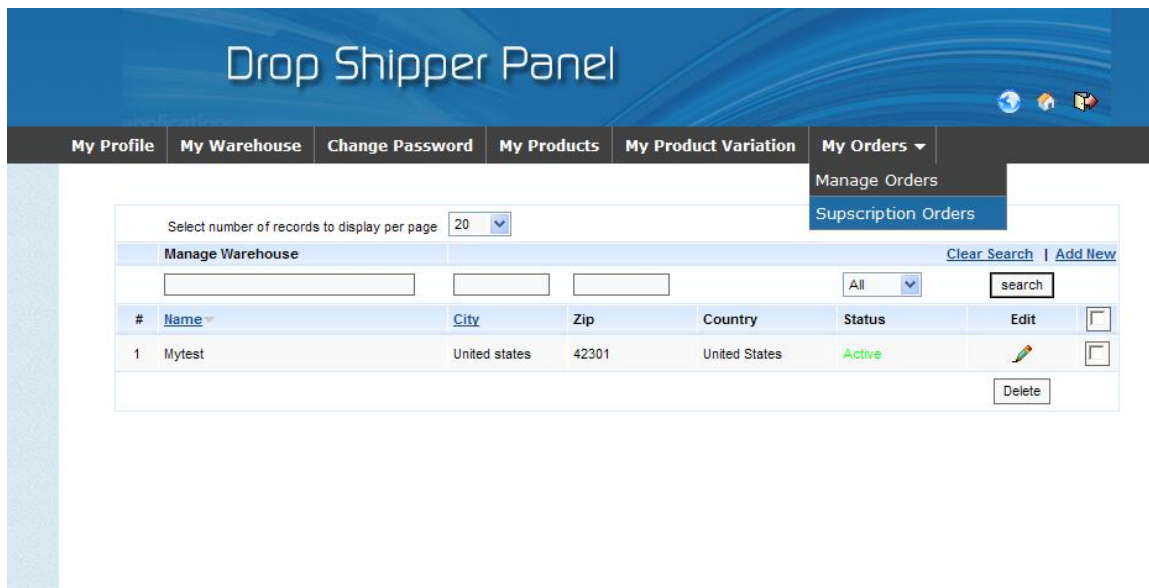 Drop Shipper Panel
applications
My Profile My Warehouse Change Password My Products My Product Variation My Orders
Manage Orders
Supscription Orders
Select number of records to display per page 20
Manage Warehouse Clear Search | Add New
All search
# Name City Zip Country Status Edit
1 Mytest United states 42301 United States Active
Delete